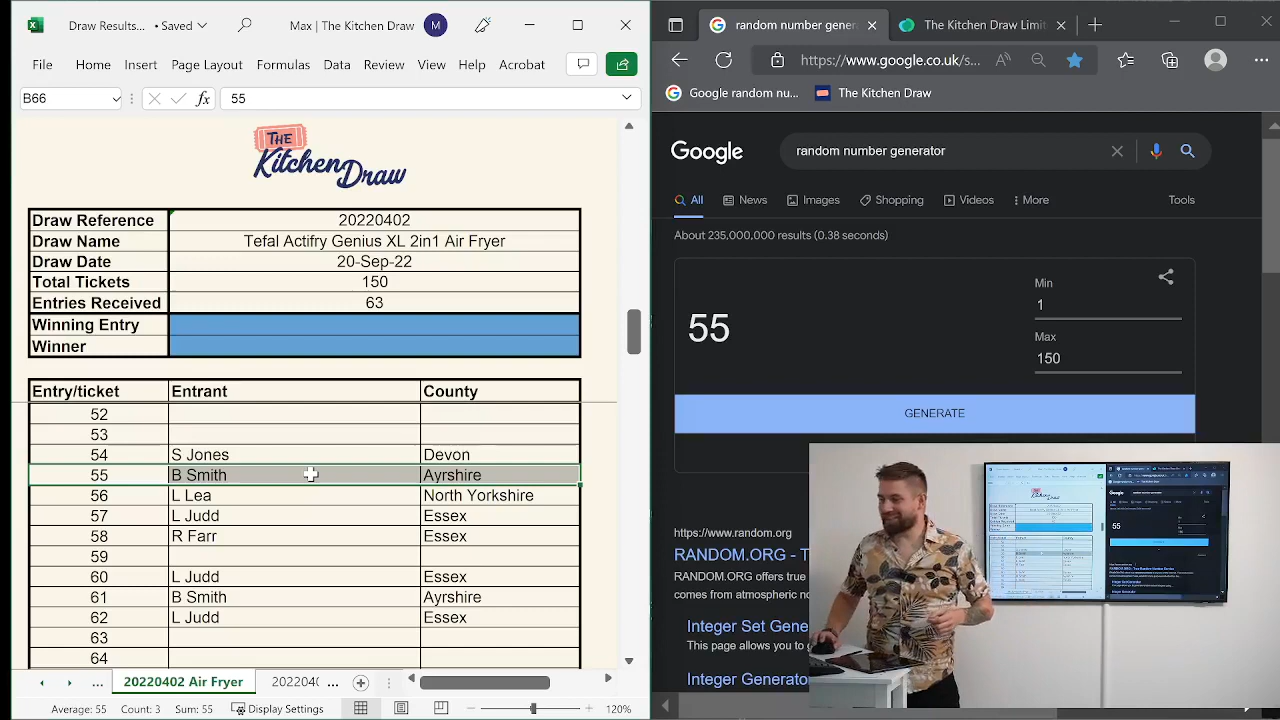 Draw Results... • Saved
Max | The Kitchen Draw
M
File
Home
Insert
Page Layout
Formulas
Data
Review
View
Help
Acrobat
B66
fx
55
THE
Kitchen Draw
Draw Reference 20220402
Draw Name Tefal Actifry Genius XL 2in1 Air Fryer
Draw Date 20-Sep-22
Total Tickets 150
Entries Received 63
Winning Entry
Winner
Entry/ticket Entrant County
52
53
54 S Jones Devon
55 B Smith Ayrshire
56 L Lea North Yorkshire
57 L Judd Essex
58 R Farr Essex
59
60 L Judd Essex
61 B Smith Ayrshire
62 L Judd Essex
63
64
...
20220402 Air Fryer
2022040
...
Average: 55 Count: 3 Sum: 55 Display Settings 120%
random number genera
The Kitchen Draw Limit
https://www.google.co.uk/s...
Google random nu...
The Kitchen Draw
Google
random number generator
All
News
Images
Shopping
Videos
More
Tools
About 235,000,000 results (0.38 seconds)
55
Min
1
Max
150
GENERATE
https://www.random.org
RANDOM.ORG - T
RANDOM.ORG offers true
comes from atmospheric no
Integer Set Gene
This page allows you to g
Integer Generato